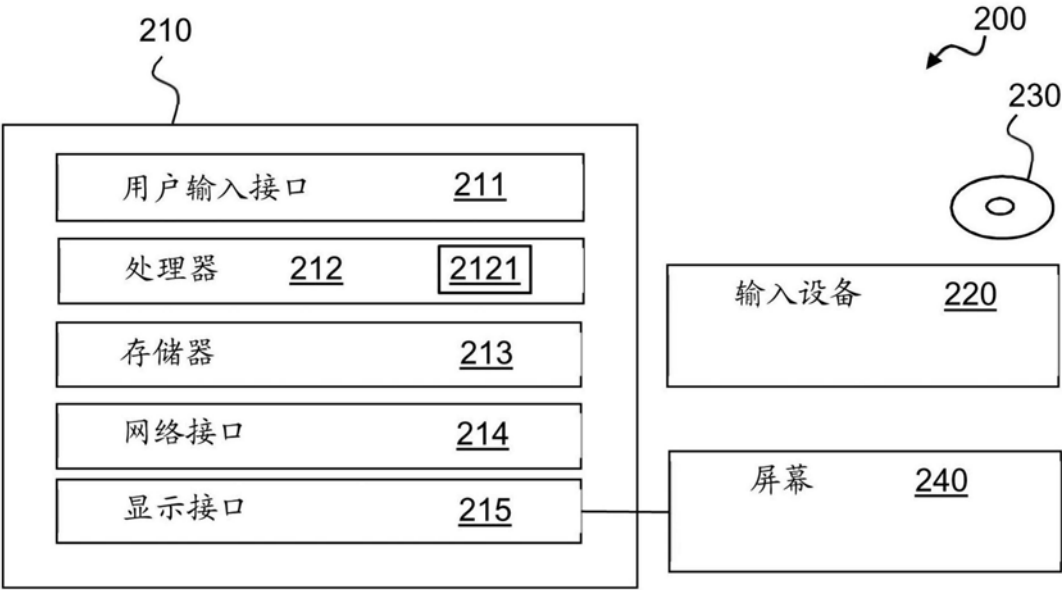 210
200
230
用户输入接口 211
处理器 212 2121
存储器 213
网络接口 214
显示接口 215
输入设备 220
屏幕 240